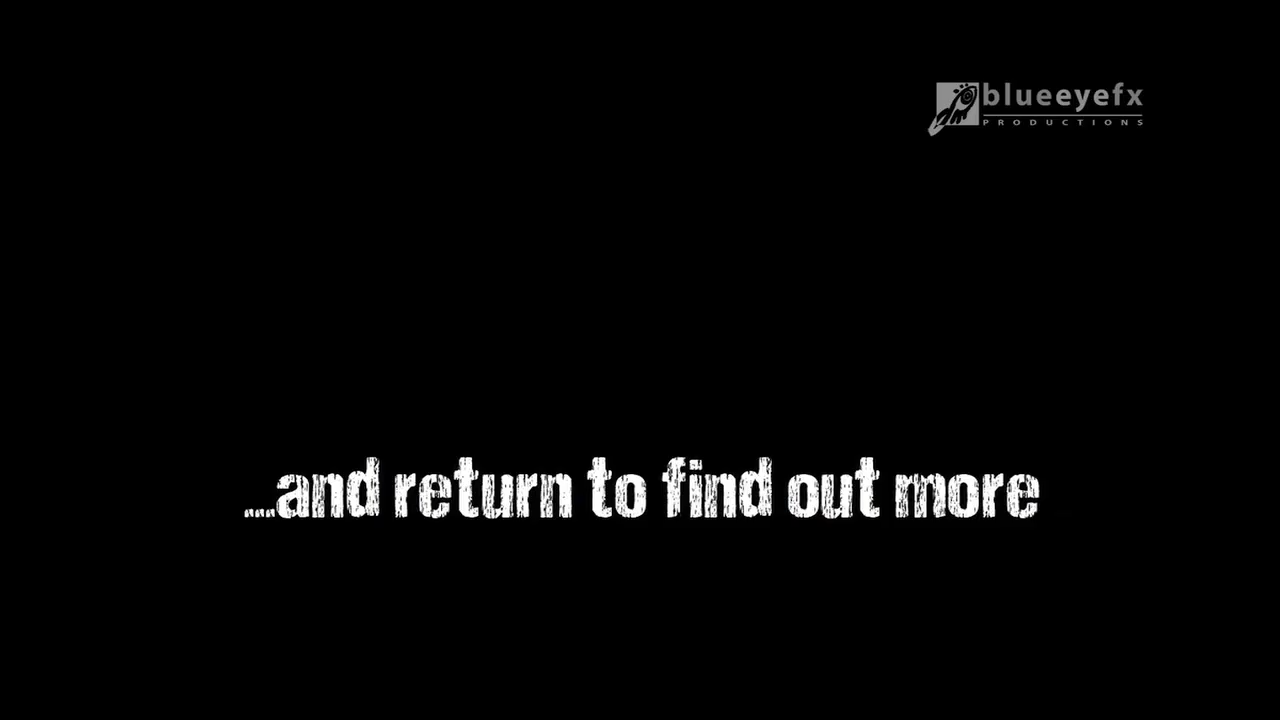 blueeyefx
PRODUCTIONS
...and return to find out more